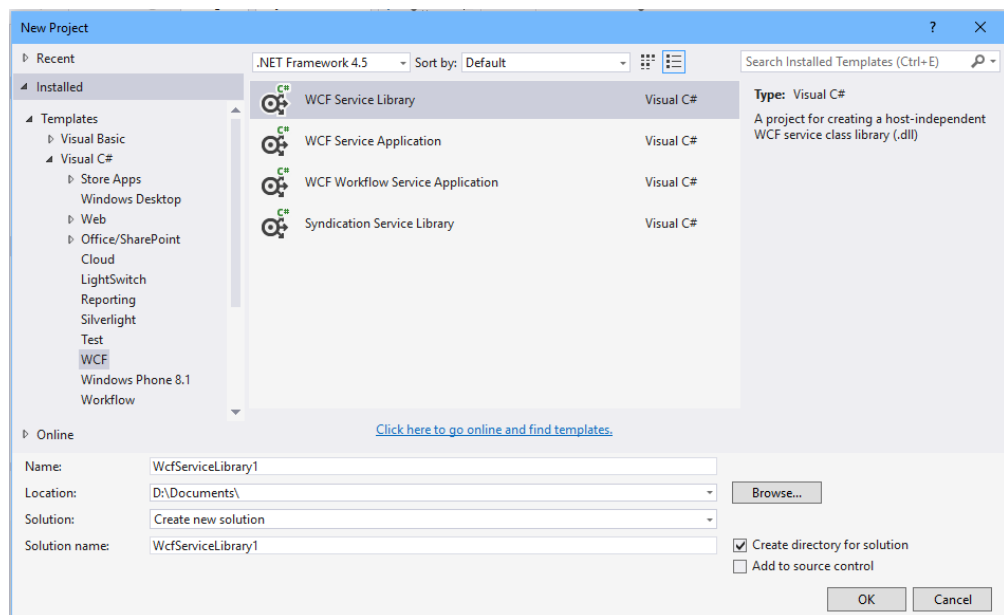 New Project
?
Recent
.NET Framework 4.5
Sort by: Default
Search Installed Templates (Ctrl+E)
Installed
Templates
Visual Basic
Visual C#
Store Apps
Windows Desktop
Web
Office/SharePoint
Cloud
LightSwitch
Reporting
Silverlight
Test
WCF
Windows Phone 8.1
Workflow
Online
C# WCF Service Library Visual C#
C# WCF Service Application Visual C#
C# WCF Workflow Service Application Visual C#
C# Syndication Service Library Visual C#
Click here to go online and find templates.
Type: Visual C#
A project for creating a host-independent
WCF service class library (.dll)
Name: WcfServiceLibrary1
Location: D:\Documents\ Browse...
Solution: Create new solution
Solution name: WcfServiceLibrary1
Create directory for solution
Add to source control
OK Cancel